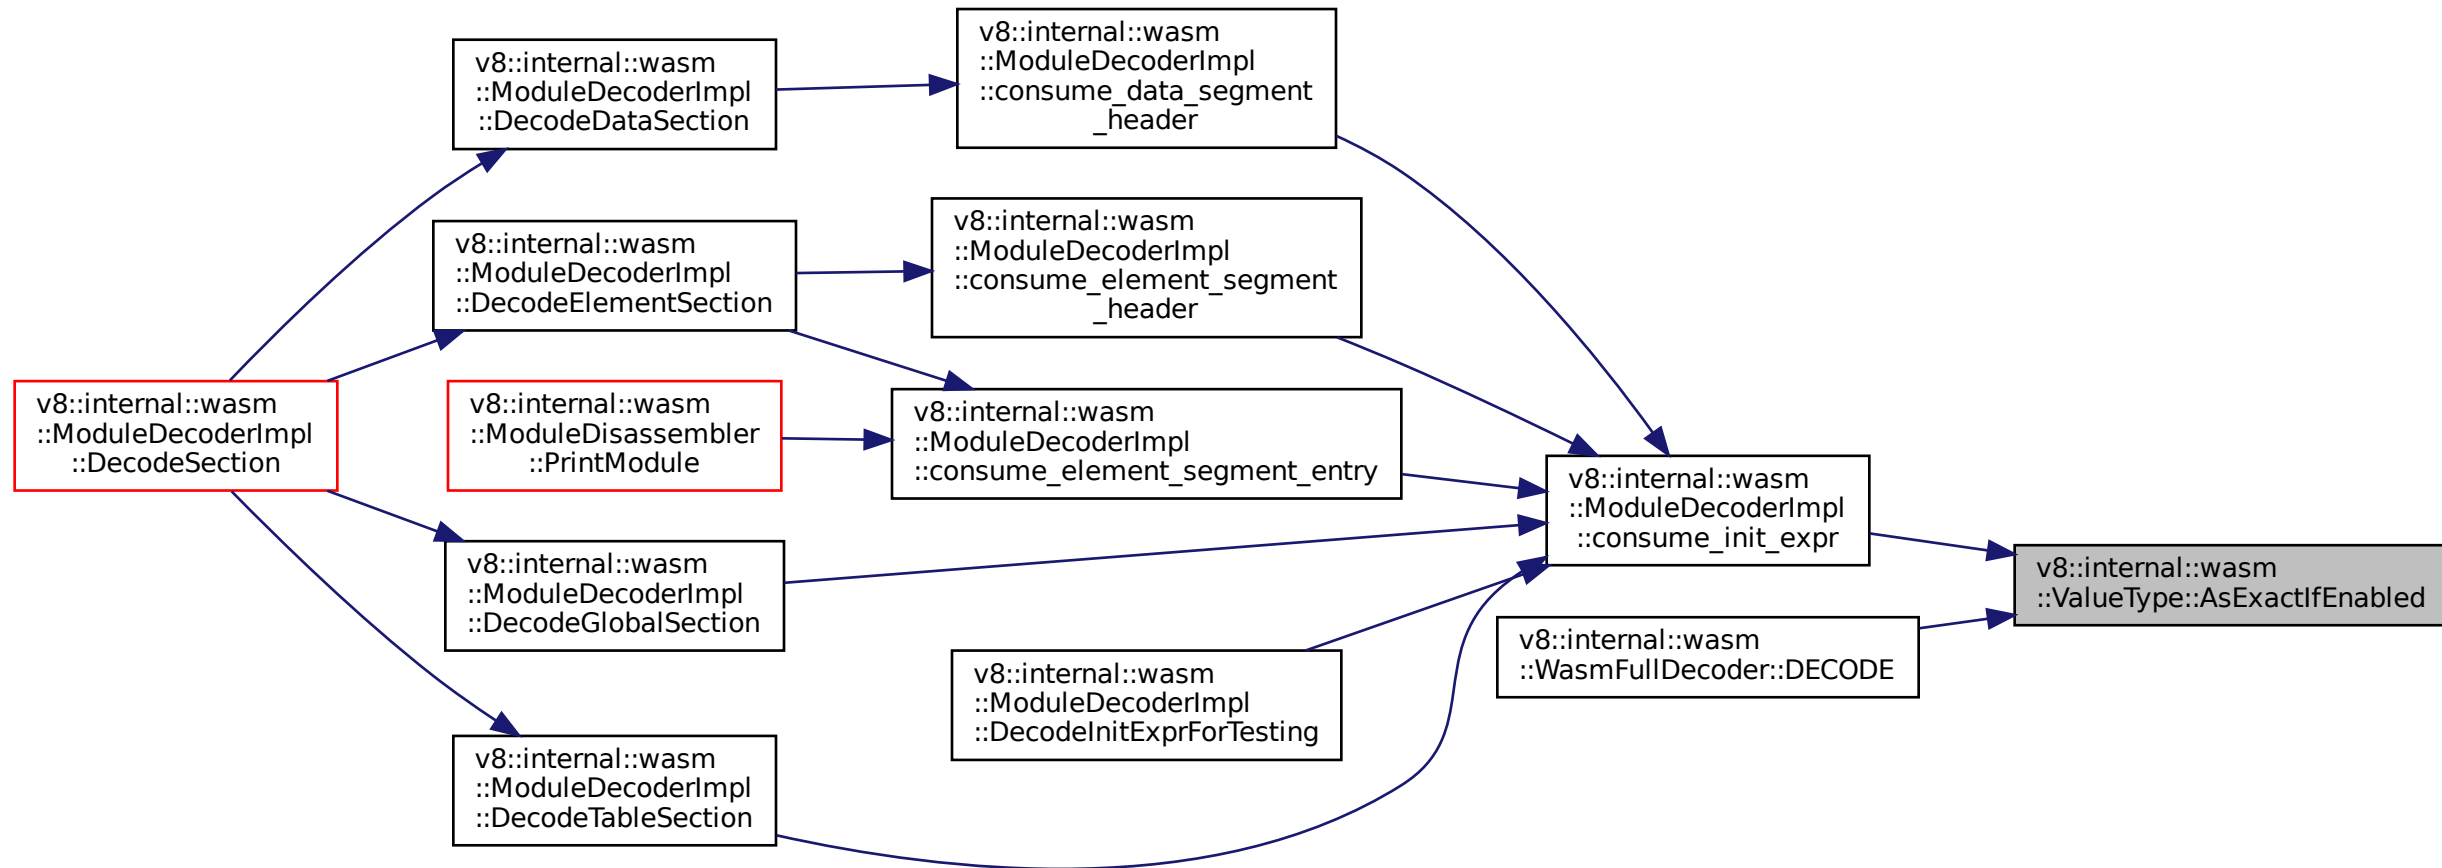 v8::internal::wasm
::ModuleDecoderImpl
::DecodeSection
v8::internal::wasm
::ModuleDecoderImpl
::DecodeDataSection
v8::internal::wasm
::ModuleDecoderImpl
::DecodeElementSection
v8::internal::wasm
::ModuleDisassembler
::PrintModule
v8::internal::wasm
::ModuleDecoderImpl
::DecodeGlobalSection
v8::internal::wasm
::ModuleDecoderImpl
::DecodeTableSection
v8::internal::wasm
::ModuleDecoderImpl
::consume_data_segment
_header
v8::internal::wasm
::ModuleDecoderImpl
::consume_element_segment
_header
v8::internal::wasm
::ModuleDecoderImpl
::consume_element_segment_entry
v8::internal::wasm
::ModuleDecoderImpl
::DecodeInitExprForTesting
v8::internal::wasm
::ModuleDecoderImpl
::consume_init_expr
v8::internal::wasm
::WasmFullDecoder::DECODE
v8::internal::wasm
::ValueType::AsExactIfEnabled